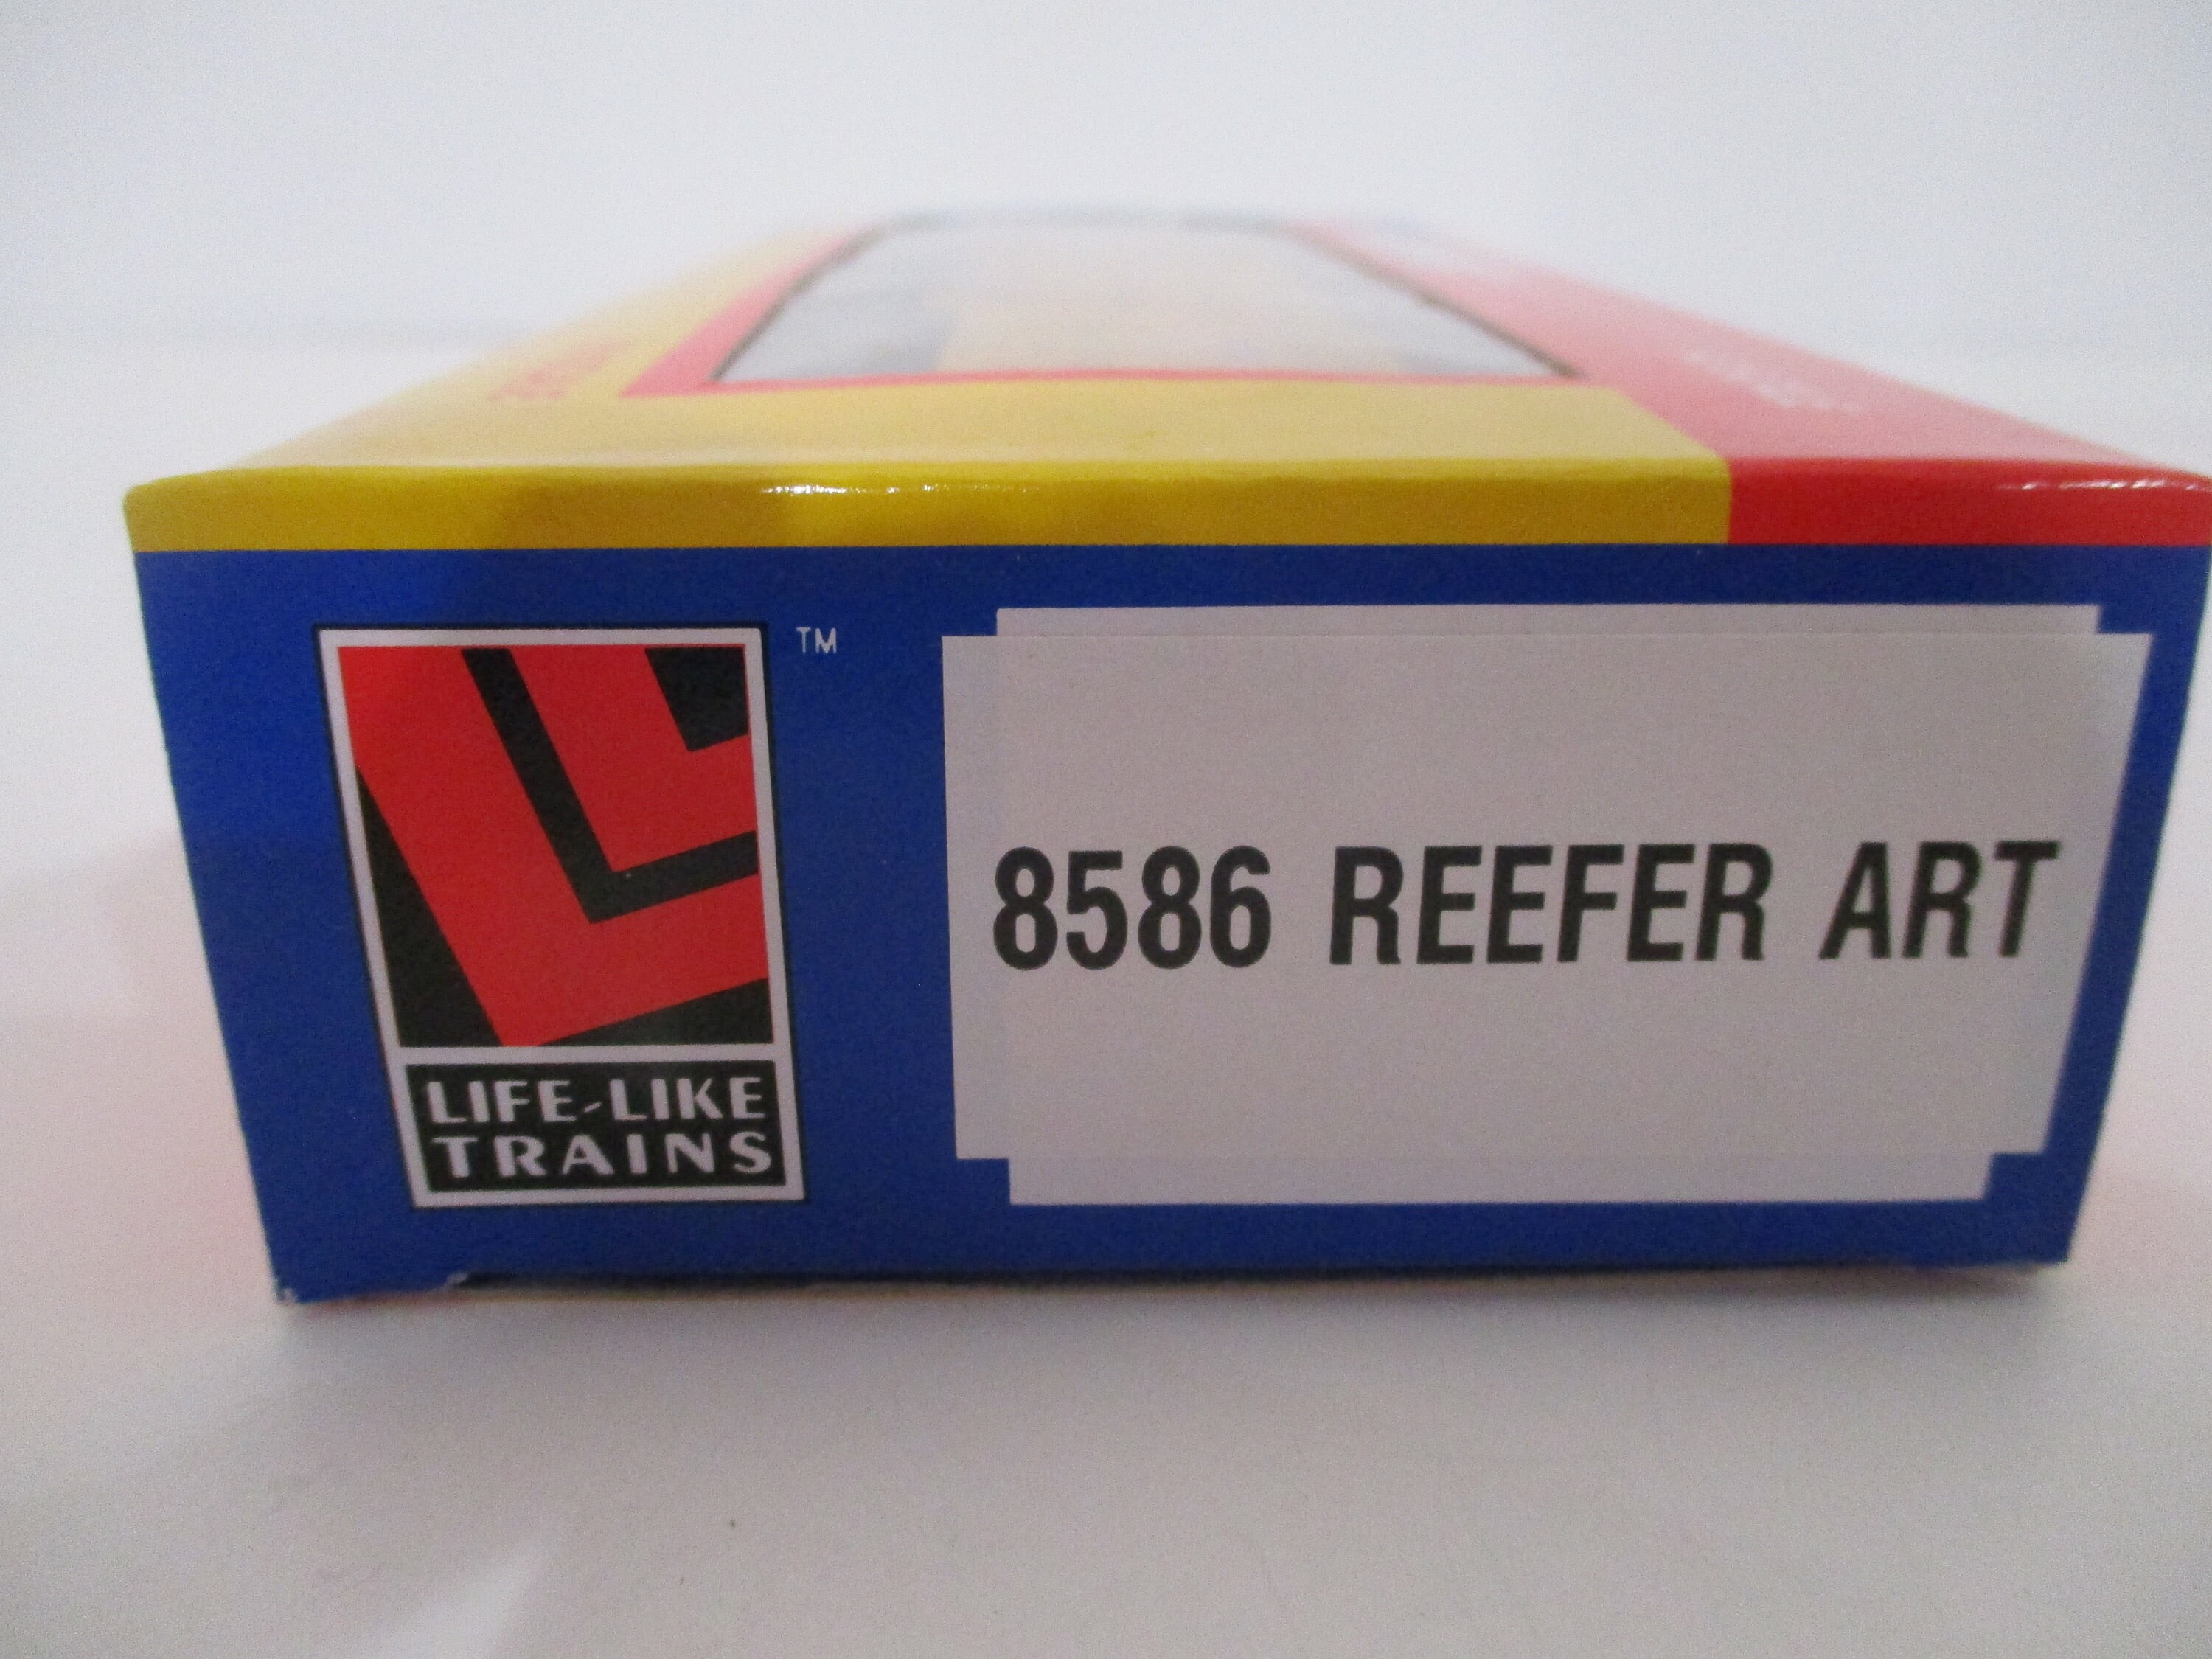 TM
LIFE-LIKE
TRAINS
8586 REEFER ART